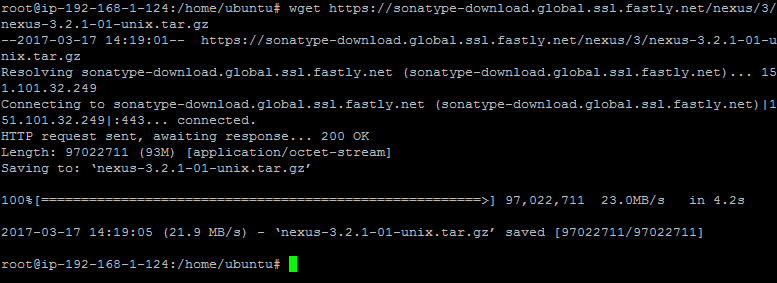 root@ip-192-168-1-124:/home/ubuntu# wget https://sonatype-download.global.ssl.fastly.net/nexus/3/
nexus-3.2.1-01-unix.tar.gz
--2017-03-17 14:19:01--  https://sonatype-download.global.ssl.fastly.net/nexus/3/nexus-3.2.1-01-u
nix.tar.gz
Resolving sonatype-download.global.ssl.fastly.net (sonatype-download.global.ssl.fastly.net)... 15
1.101.32.249
Connecting to sonatype-download.global.ssl.fastly.net (sonatype-download.global.ssl.fastly.net)|1
51.101.32.249|:443... connected.
HTTP request sent, awaiting response... 200 OK
Length: 97022711 (93M) [application/octet-stream]
Saving to: ‘nexus-3.2.1-01-unix.tar.gz’
100%[=======================================================>] 97,022,711  23.0MB/s   in 4.2s
2017-03-17 14:19:05 (21.9 MB/s) - ‘nexus-3.2.1-01-unix.tar.gz’ saved [97022711/97022711]
root@ip-192-168-1-124:/home/ubuntu#